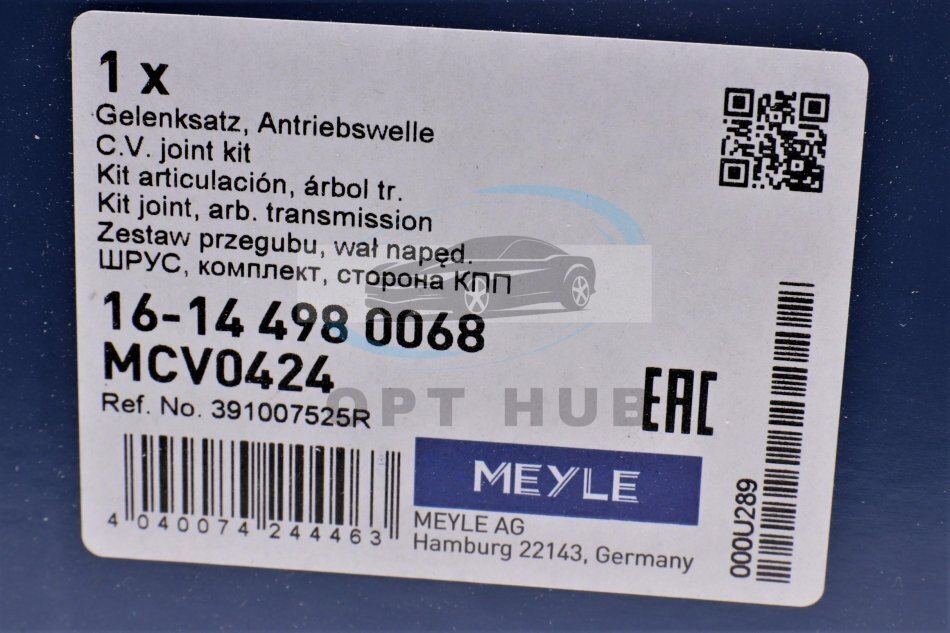 1 x
Gelenksatz, Antriebswelle
C.V. joint kit
Kit articulación, árbol tr.
Kit joint, arb. transmission
Zestaw przegubu, wał napęd.
ШРУС, комплект, сторона КПП
16-14 498 0068
MCV0424
OPT HUB
EAC
Ref. No. 391007525R
MEYLE
4 040074 244463
MEYLE AG
Hamburg 22143, Germany
000U289